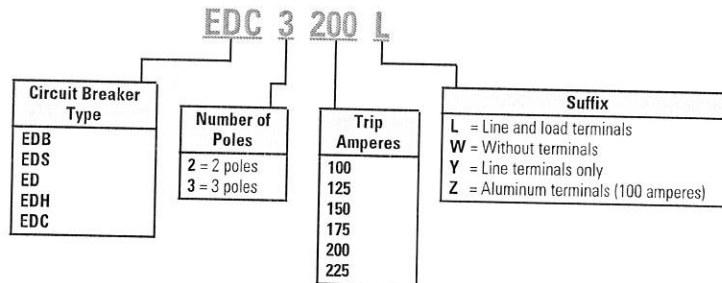 EDC 3 200 L
Circuit Breaker
Type
EDB
EDS
ED
EDH
EDC
Number of
Poles
2 = 2 poles
3 = 3 poles
Trip
Amperes
100
125
150
175
200
225
Suffix
L = Line and load terminals
W = Without terminals
Y = Line terminals only
Z = Aluminum terminals (100 amperes)